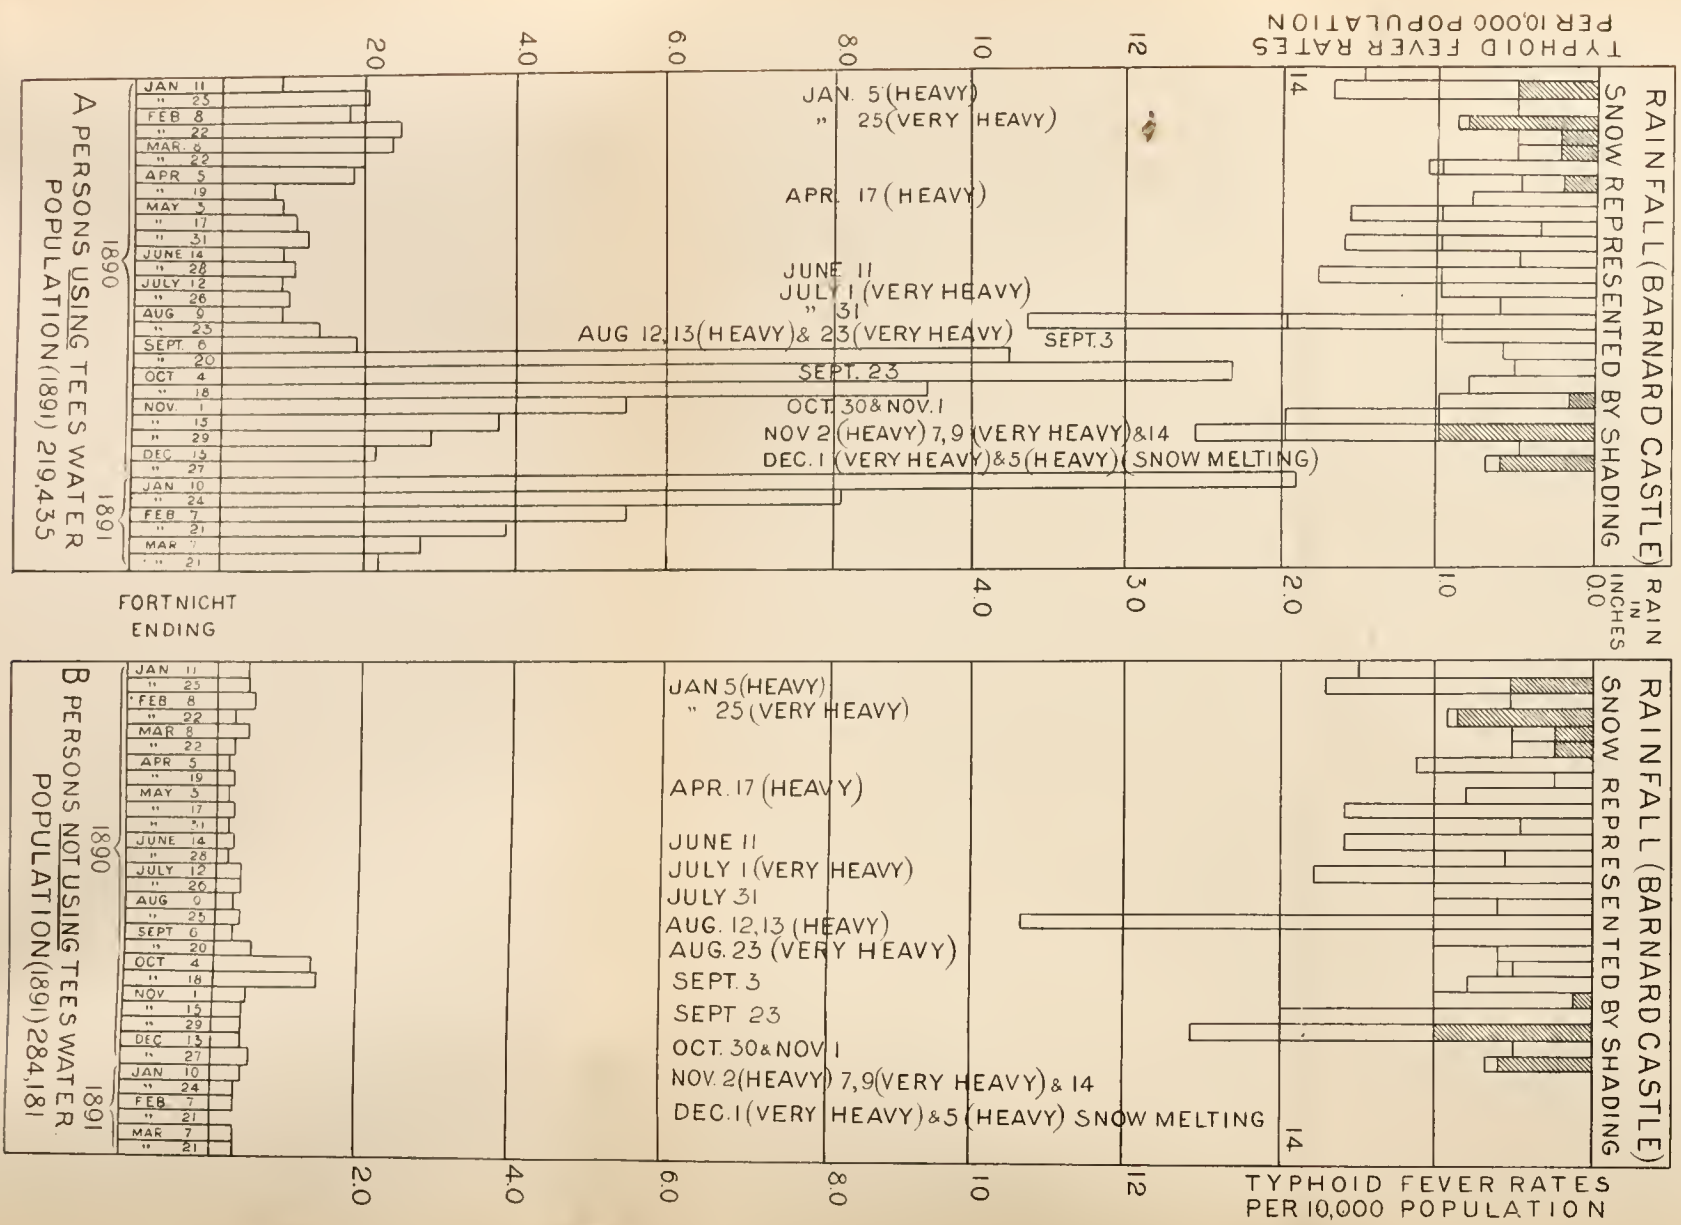 TYPHOID FEVER RATES
PER 10,000 POPULATION
2.0
4.0
6.0
8.0
10
12
14
RAINFALL (BARNARD CASTLE)
SNOW REPRESENTED BY SHADING
A PERSONS USING TEES WATER
POPULATION (1891) 219,435
1890
1891
JAN 11
" 25
FEB 8
" 22
MAR. 8
" 22
APR 5
" 19
MAY 3
" 17
" 31
JUNE 14
" 28
JULY 12
" 26
AUG 9
" 23
SEPT. 6
" 20
OCT 4
" 18
NOV. 1
" 15
" 29
DEC 13
" 27
JAN 10
" 24
FEB 7
" 21
MAR 7
" 21
JAN. 5 (HEAVY)
" 25 (VERY HEAVY)
APR. 17 (HEAVY)
JUNE 11
JULY 1 (VERY HEAVY)
" 31
AUG 12,13 (HEAVY) & 23 (VERY HEAVY)
SEPT. 3
SEPT. 23
OCT. 30 & NOV. 1
NOV 2 (HEAVY) 7, 9 (VERY HEAVY) & 14
DEC. 1 (VERY HEAVY) & 5 (HEAVY) (SNOW MELTING)
FORTNICHT
ENDING
4.0
3.0
2.0
1.0
0.0
RAIN
IN
INCHES
B PERSONS NOT USING TEES WATER
POPULATION (1891) 284,181
1890
1891
JAN 11
" 25
FEB 8
" 22
MAR 8
" 22
APR 5
" 19
MAY 3
" 17
" 31
JUNE 14
" 28
JULY 12
" 26
AUG 9
" 23
SEPT 6
" 20
OCT 4
" 18
NOV 1
" 15
" 29
DEC 13
" 27
JAN 10
" 24
FEB 7
" 21
MAR 7
" 21
JAN 5 (HEAVY)
" 25 (VERY HEAVY)
APR. 17 (HEAVY)
JUNE 11
JULY 1 (VERY HEAVY)
JULY 31
AUG. 12,13 (HEAVY)
AUG. 23 (VERY HEAVY)
SEPT. 3
SEPT 23
OCT. 30 & NOV 1
NOV. 2 (HEAVY) 7, 9 (VERY HEAVY) & 14
DEC. 1 (VERY HEAVY) & 5 (HEAVY) SNOW MELTING
RAINFALL (BARNARD CASTLE)
SNOW REPRESENTED BY SHADING
2.0
4.0
6.0
8.0
10
12
14
TYPHOID FEVER RATES
PER 10,000 POPULATION